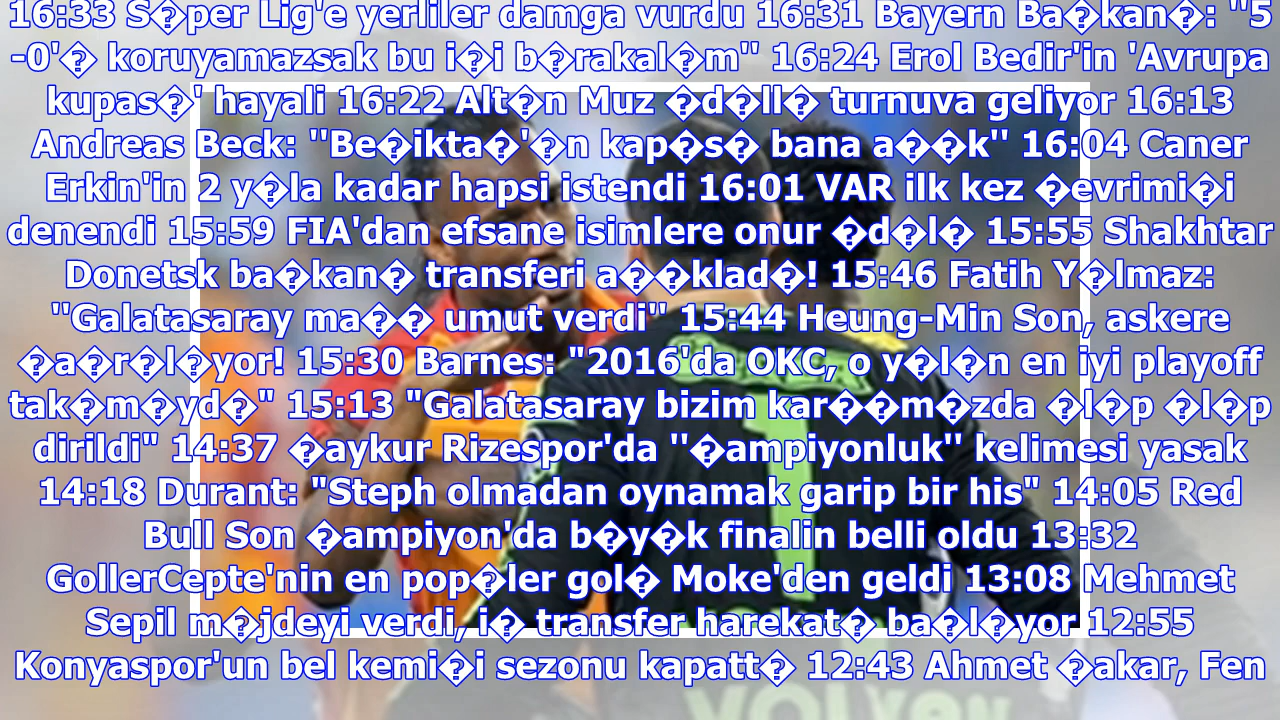 16:33 S�per Lig'e yerliler damga vurdu 16:31 Bayern Ba�kan�: ''5
-0'� koruyamazsak bu i�i b�rakal�m'' 16:24 Erol Bedir'in 'Avrupa
kupas�' hayali 16:22 Alt�n Muz �d�ll� turnuva geliyor 16:13
Andreas Beck: ''Be�ikta�'�n kap�s� bana a��k'' 16:04 Caner
Erkin'in 2 y�la kadar hapsi istendi 16:01 VAR ilk kez �evrimi�i
denendi 15:59 FIA'dan efsane isimlere onur �d�l� 15:55 Shakhtar
Donetsk ba�kan� transferi a��klad�! 15:46 Fatih Y�lmaz:
''Galatasaray ma�� umut verdi'' 15:44 Heung-Min Son, askere
�a�r�l�yor! 15:30 Barnes: "2016'da OKC, o y�l�n en iyi playoff
tak�m�yd�" 15:13 "Galatasaray bizim kar��m�zda �l�p �l�p
dirildi" 14:37 �aykur Rizespor'da ''�ampiyonluk'' kelimesi yasak
14:18 Durant: "Steph olmadan oynamak garip bir his" 14:05 Red
Bull Son �ampiyon'da b�y�k finalin belli oldu 13:32
GollerCepte'nin en pop�ler gol� Moke'den geldi 13:08 Mehmet
Sepil m�jdeyi verdi, i� transfer harekat� ba�l�yor 12:55
Konyaspor'un bel kemi�i sezonu kapatt� 12:43 Ahmet �akar, Fen
1
VOLKan